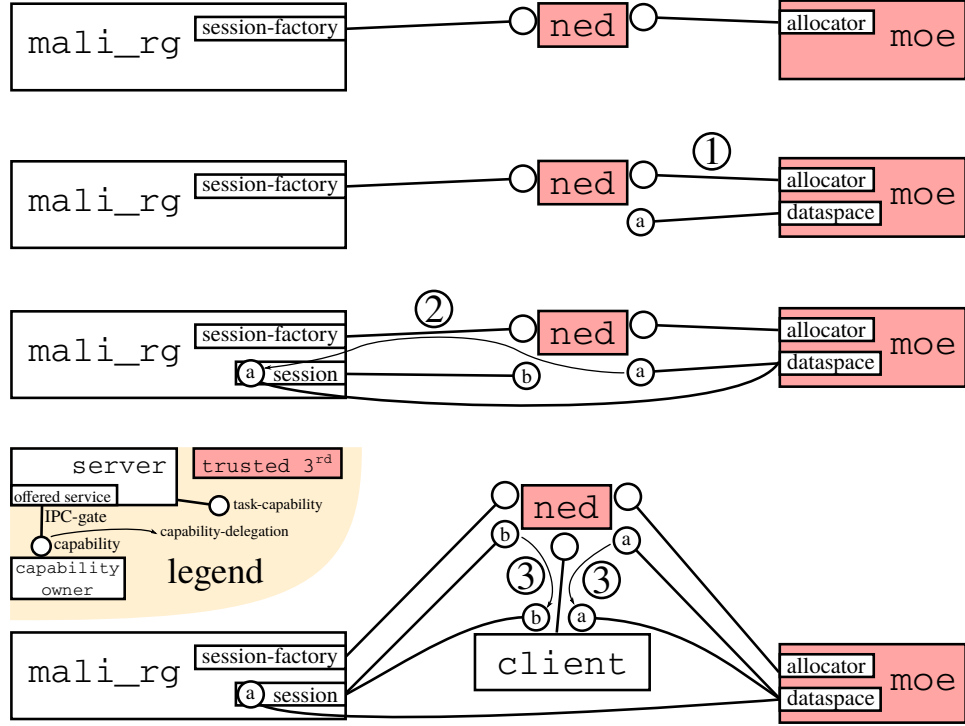 session-factory
mali_rg
ned
allocator
moe
1
session-factory
mali_rg
ned
allocator
moe
dataspace
a
2
session-factory
mali_rg
ned
allocator
moe
dataspace
a
session
b
a
server
trusted 3rd
offered service
IPC-gate
task-capability
capability-delegation
capability
legend
capability
owner
ned
b
a
3
3
b
a
session-factory
mali_rg
client
allocator
moe
a
session
dataspace